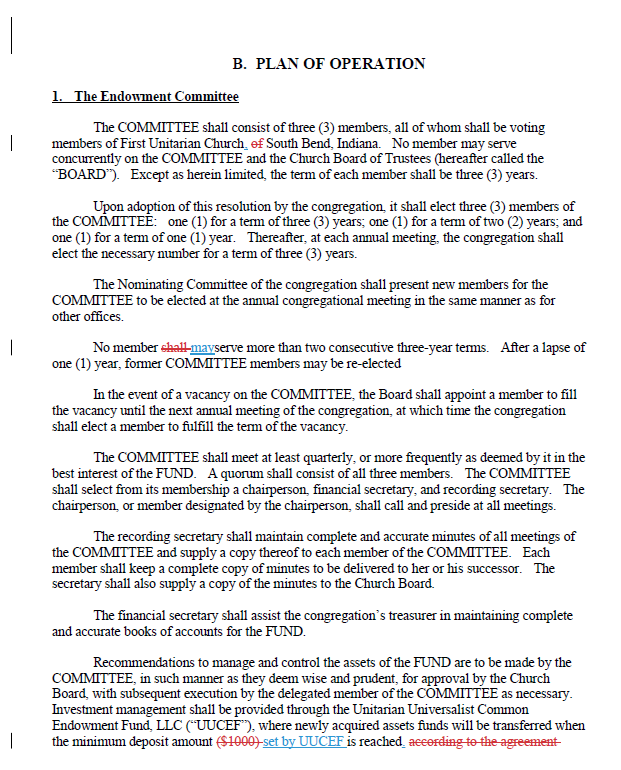 B. PLAN OF OPERATION
1. The Endowment Committee
The COMMITTEE shall consist of three (3) members, all of whom shall be voting
members of First Unitarian Church, of South Bend, Indiana. No member may serve
concurrently on the COMMITTEE and the Church Board of Trustees (hereafter called the
“BOARD”). Except as herein limited, the term of each member shall be three (3) years.
Upon adoption of this resolution by the congregation, it shall elect three (3) members of
the COMMITTEE: one (1) for a term of three (3) years; one (1) for a term of two (2) years; and
one (1) for a term of one (1) year. Thereafter, at each annual meeting, the congregation shall
elect the necessary number for a term of three (3) years.
The Nominating Committee of the congregation shall present new members for the
COMMITTEE to be elected at the annual congregational meeting in the same manner as for
other offices.
No member shall mayserve more than two consecutive three-year terms. After a lapse of
one (1) year, former COMMITTEE members may be re-elected
In the event of a vacancy on the COMMITTEE, the Board shall appoint a member to fill
the vacancy until the next annual meeting of the congregation, at which time the congregation
shall elect a member to fulfill the term of the vacancy.
The COMMITTEE shall meet at least quarterly, or more frequently as deemed by it in the
best interest of the FUND. A quorum shall consist of all three members. The COMMITTEE
shall select from its membership a chairperson, financial secretary, and recording secretary. The
chairperson, or member designated by the chairperson, shall call and preside at all meetings.
The recording secretary shall maintain complete and accurate minutes of all meetings of
the COMMITTEE and supply a copy thereof to each member of the COMMITTEE. Each
member shall keep a complete copy of minutes to be delivered to her or his successor. The
secretary shall also supply a copy of the minutes to the Church Board.
The financial secretary shall assist the congregation’s treasurer in maintaining complete
and accurate books of accounts for the FUND.
Recommendations to manage and control the assets of the FUND are to be made by the
COMMITTEE, in such manner as they deem wise and prudent, for approval by the Church
Board, with subsequent execution by the delegated member of the COMMITTEE as necessary.
Investment management shall be provided through the Unitarian Universalist Common
Endowment Fund, LLC (“UUCEF”), where newly acquired assets funds will be transferred when
the minimum deposit amount ($1000) set by UUCEF is reached. according to the agreement